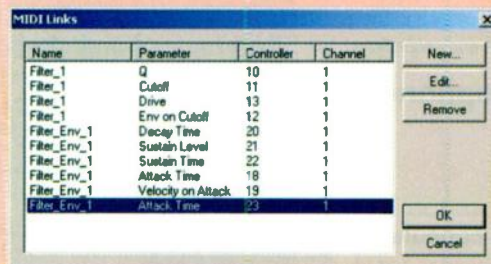 MIDI Links
Name Parameter Controller Channel
Filter_1 Q 10 1
Filter_1 Cutoff 11 1
Filter_1 Drive 13 1
Filter_1 Env on Cutoff 12 1
Filter_Env_1 Decay Time 20 1
Filter_Env_1 Sustain Level 21 1
Filter_Env_1 Sustain Time 22 1
Filter_Env_1 Attack Time 18 1
Filter_Env_1 Velocity on Attack 19 1
Filter_Env_1 Attack Time 23 1
New...
Edit...
Remove
OK
Cancel